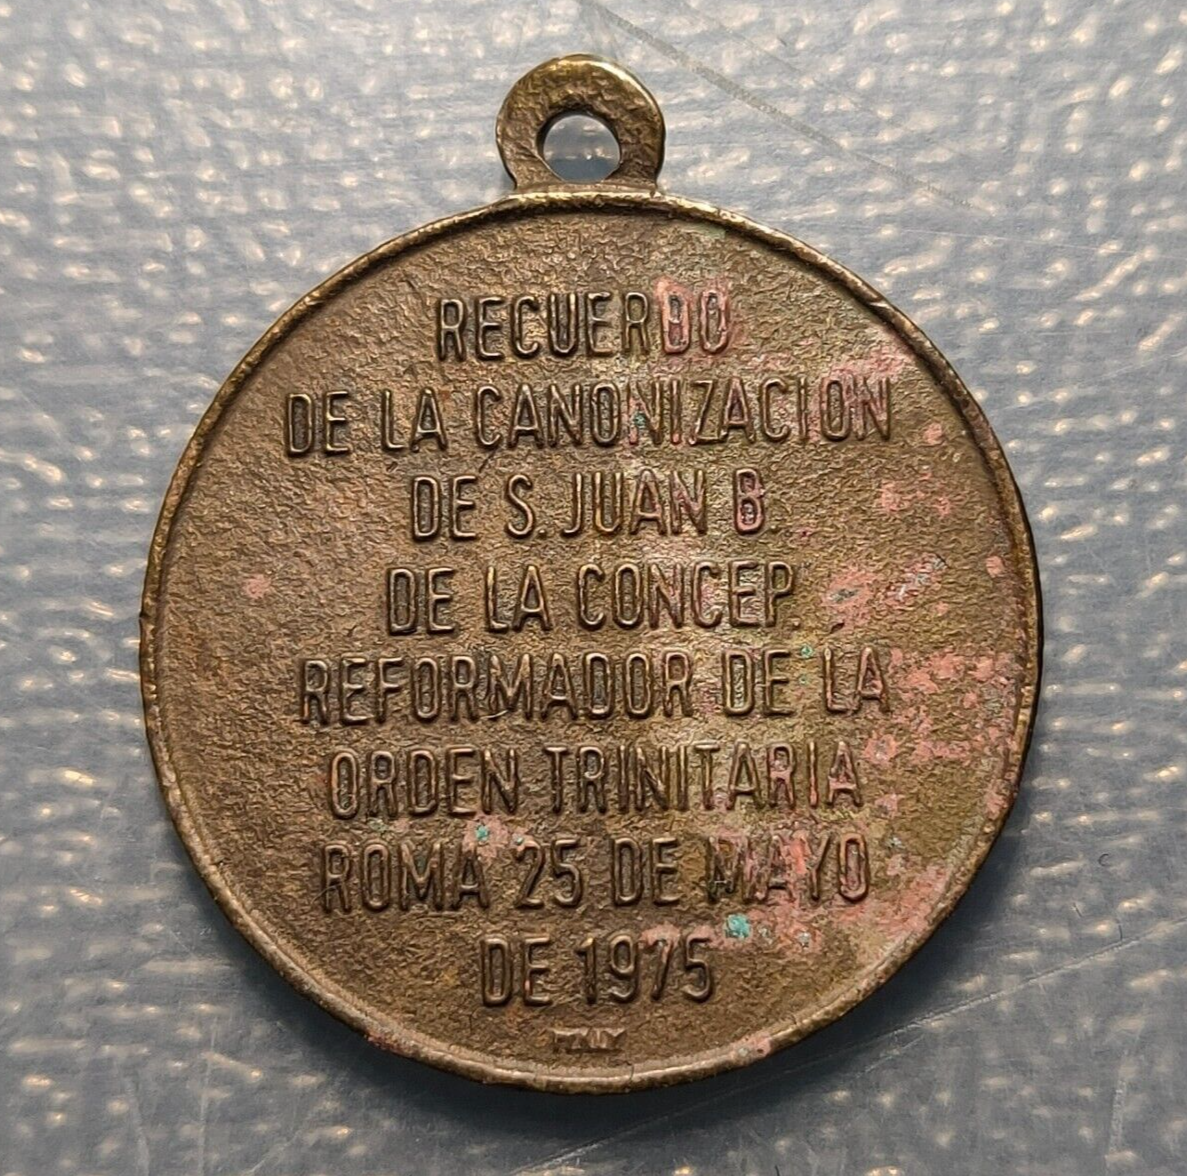 RECUERDO
DE LA CANONIZACION
DE S. JUAN B.
DE LA CONCEP.
REFORMADOR DE LA
ORDEN TRINITARIA
ROMA 25 DE MAYO
DE 1975
ITALY